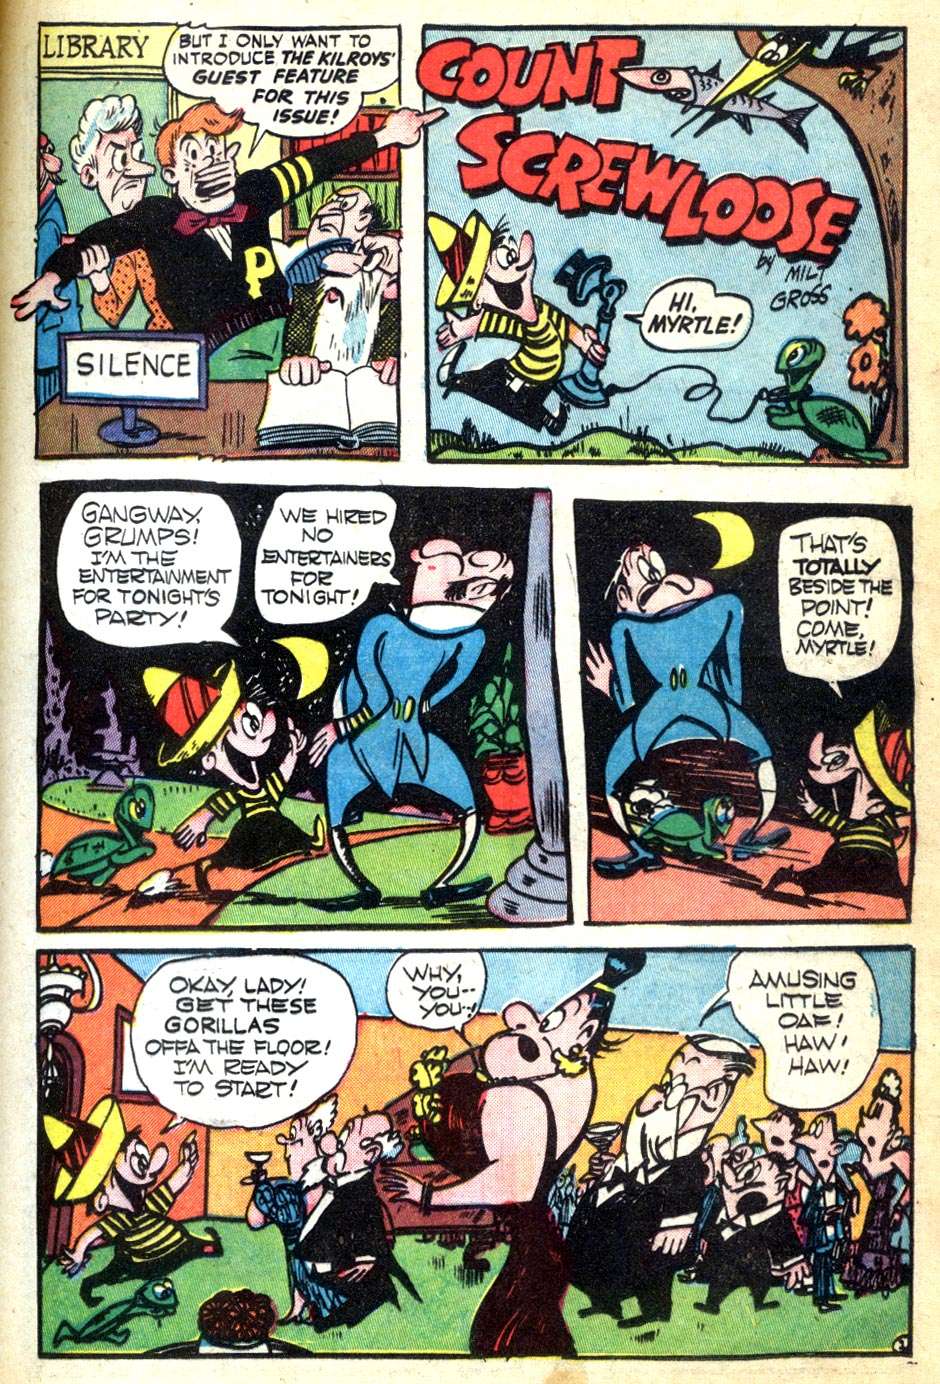 LIBRARY
BUT I ONLY WANT TO
INTRODUCE THE KILROYS'
GUEST FEATURE
FOR THIS
ISSUE!
P
SILENCE
COUNT
SCREWLOOSE
by
MILT
GROSS
HI,
MYRTLE!
GANGWAY,
GRUMPS!
I'M THE
ENTERTAINMENT
FOR TONIGHT'S
PARTY!
WE HIRED
NO
ENTERTAINERS
FOR
TONIGHT!
THAT'S
TOTALLY
BESIDE THE
POINT!
COME,
MYRTLE!
OKAY, LADY!
GET THESE
GORILLAS
OFFA THE FLOOR!
I'M READY
TO START!
WHY,
YOU--
YOU--!
AMUSING
LITTLE
OAF!
HAW!
HAW!